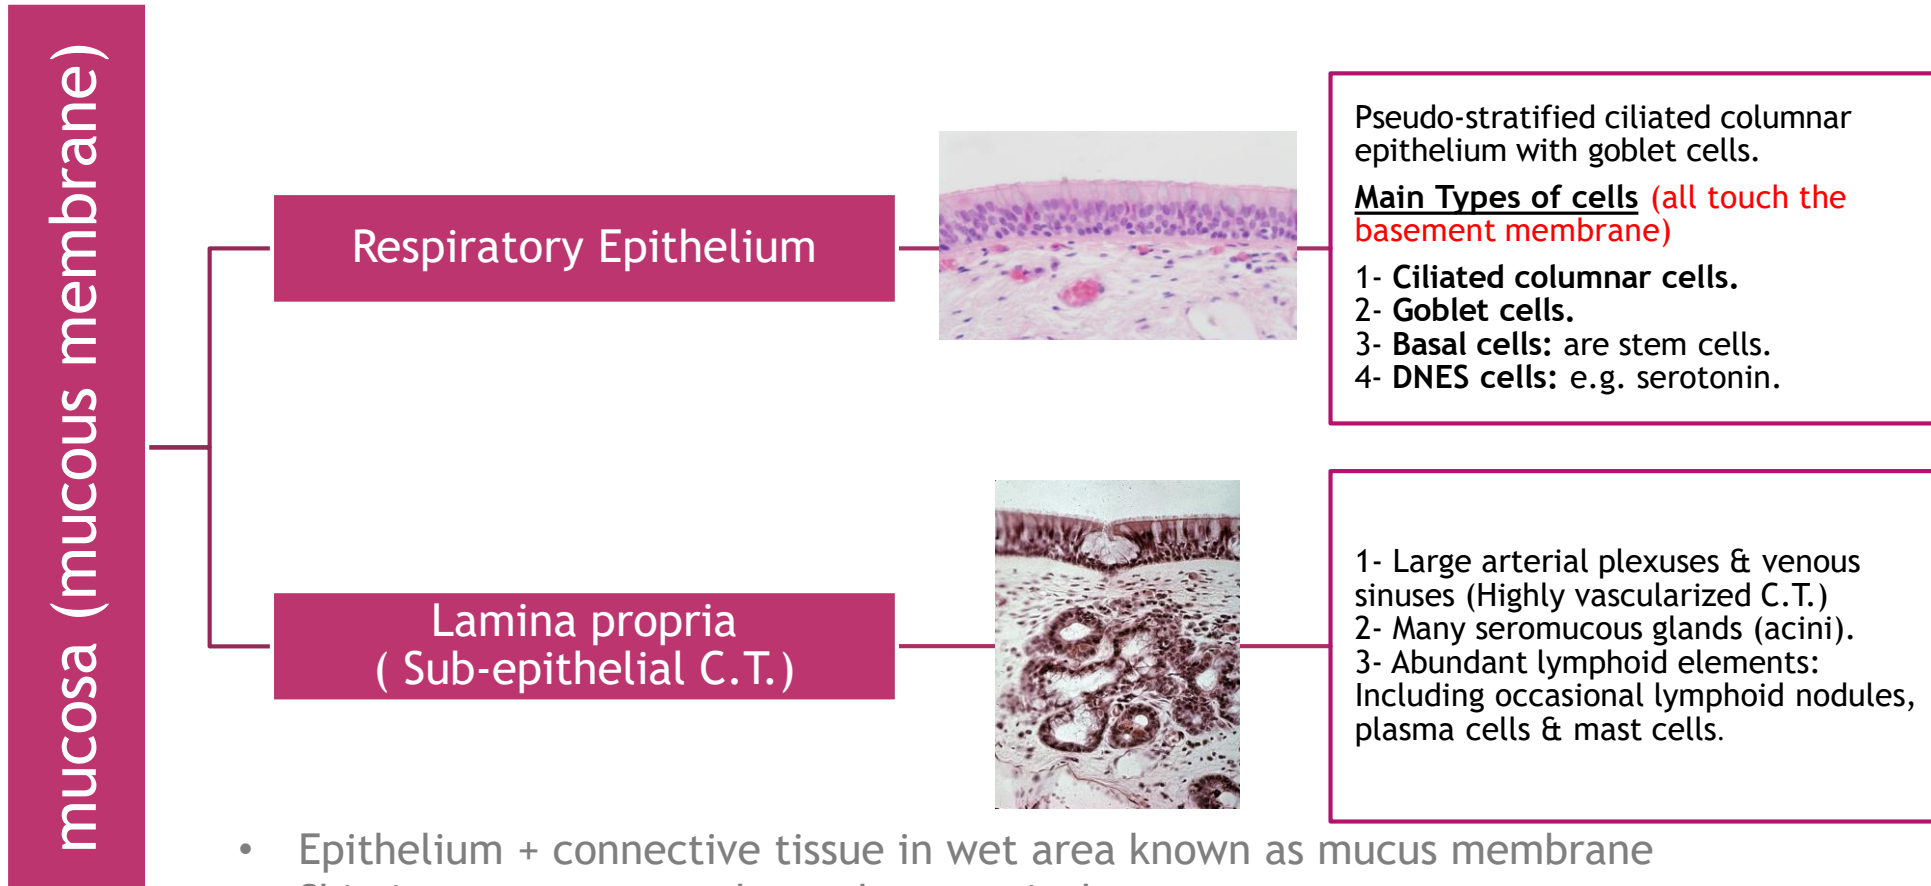 mucosa (mucous membrane)
Respiratory Epithelium
Pseudo-stratified ciliated columnar
epithelium with goblet cells.
Main Types of cells (all touch the
basement membrane)
1- Ciliated columnar cells.
2- Goblet cells.
3- Basal cells: are stem cells.
4- DNES cells: e.g. serotonin.
Lamina propria
( Sub-epithelial C.T.)
1- Large arterial plexuses & venous
sinuses (Highly vascularized C.T.)
2- Many seromucous glands (acini).
3- Abundant lymphoid elements:
Including occasional lymphoid nodules,
plasma cells & mast cells.
• Epithelium + connective tissue in wet area known as mucus membrane